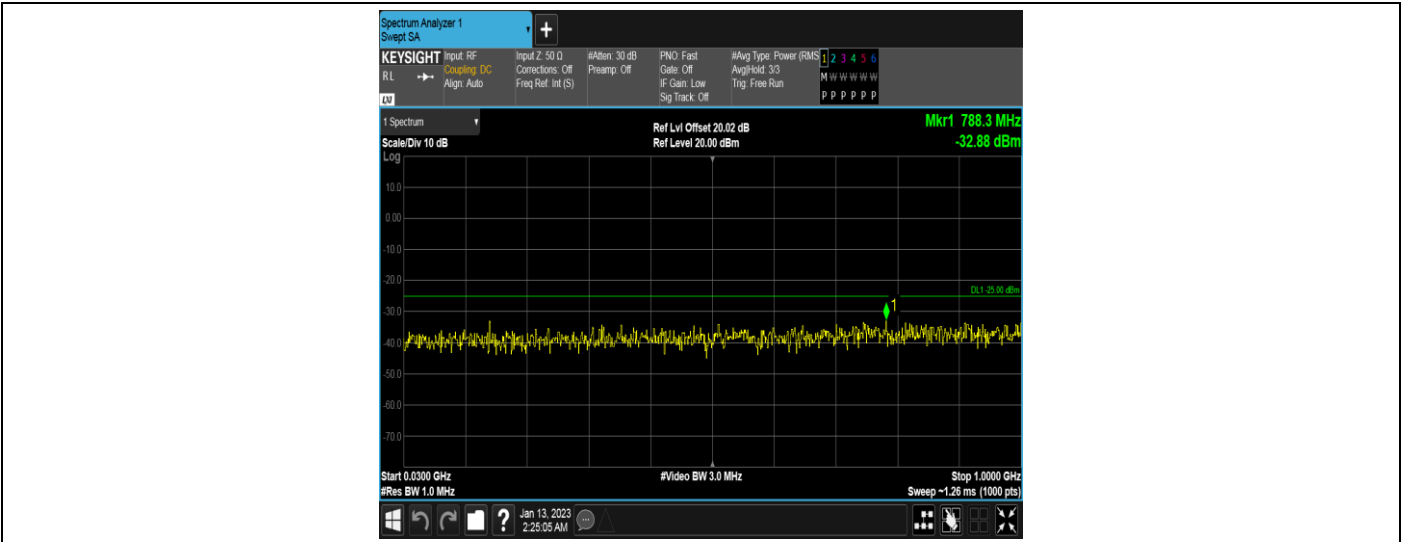 Spectrum Analyzer 1
Swept SA
+
KEYSIGHT Input: RF Input Z: 50 Ω #Atten: 30 dB PNO: Fast #Avg Type: Power (RMS 1 2 3 4 5 6
RL Coupling: DC Corrections: Off Preamp: Off Gate: Off Avg|Hold: 3/3 M W W W W W
Align: Auto Freq Ref: Int (S) IF Gain: Low Trig: Free Run P P P P P P
LXI Sig Track: Off
1 Spectrum Ref Lvl Offset 20.02 dB Mkr1 788.3 MHz
Scale/Div 10 dB Ref Level 20.00 dBm -32.88 dBm
Log
10.0
0.00
-10.0
-20.0
DL1 -25.00 dBm
1
-30.0
-40.0
-50.0
-60.0
-70.0
Start 0.0300 GHz #Video BW 3.0 MHz Stop 1.0000 GHz
#Res BW 1.0 MHz Sweep ~1.26 ms (1000 pts)
? Jan 13, 2023
2:25:05 AM